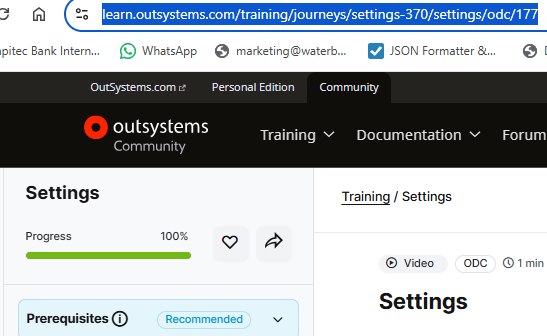 learn.outsystems.com/training/journeys/settings-370/settings/odc/177
apitec Bank Intern...
WhatsApp
marketing@waterb...
JSON Formatter &...
OutSystems.com
Personal Edition
Community
outsystems
Community
Training
Documentation
Forum
Settings
Training / Settings
Progress
100%
Video
ODC
1 min
Settings
Prerequisites
Recommended